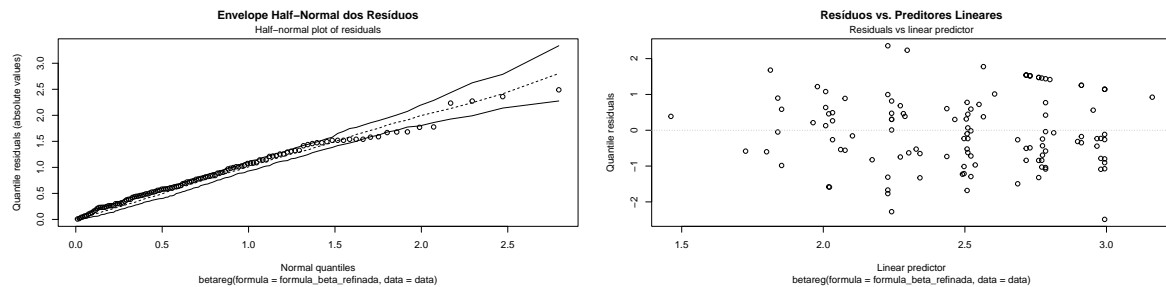 Envelope Half−Normal dos Resíduos
Half−normal plot of residuals
Quantile residuals (absolute values)
0.0 0.5 1.0 1.5 2.0 2.5 3.0
0.0 0.5 1.0 1.5 2.0 2.5
Normal quantiles
betareg(formula = formula_beta_refinada, data = data)
Resíduos vs. Preditores Lineares
Residuals vs linear predictor
Quantile residuals
−2 −1 0 1 2
1.5 2.0 2.5 3.0
Linear predictor
betareg(formula = formula_beta_refinada, data = data)